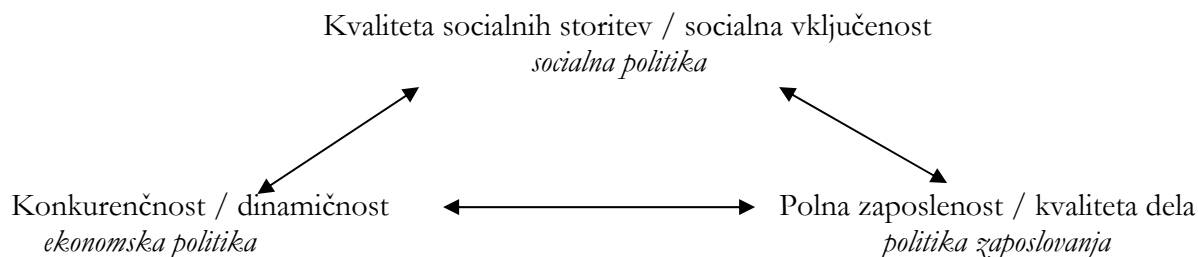 Kvaliteta socialnih storitev / socialna vključenost
socialna politika
Konkurenčnost / dinamičnost
ekonomska politika
Polna zaposlenost / kvaliteta dela
politika zaposlovanja